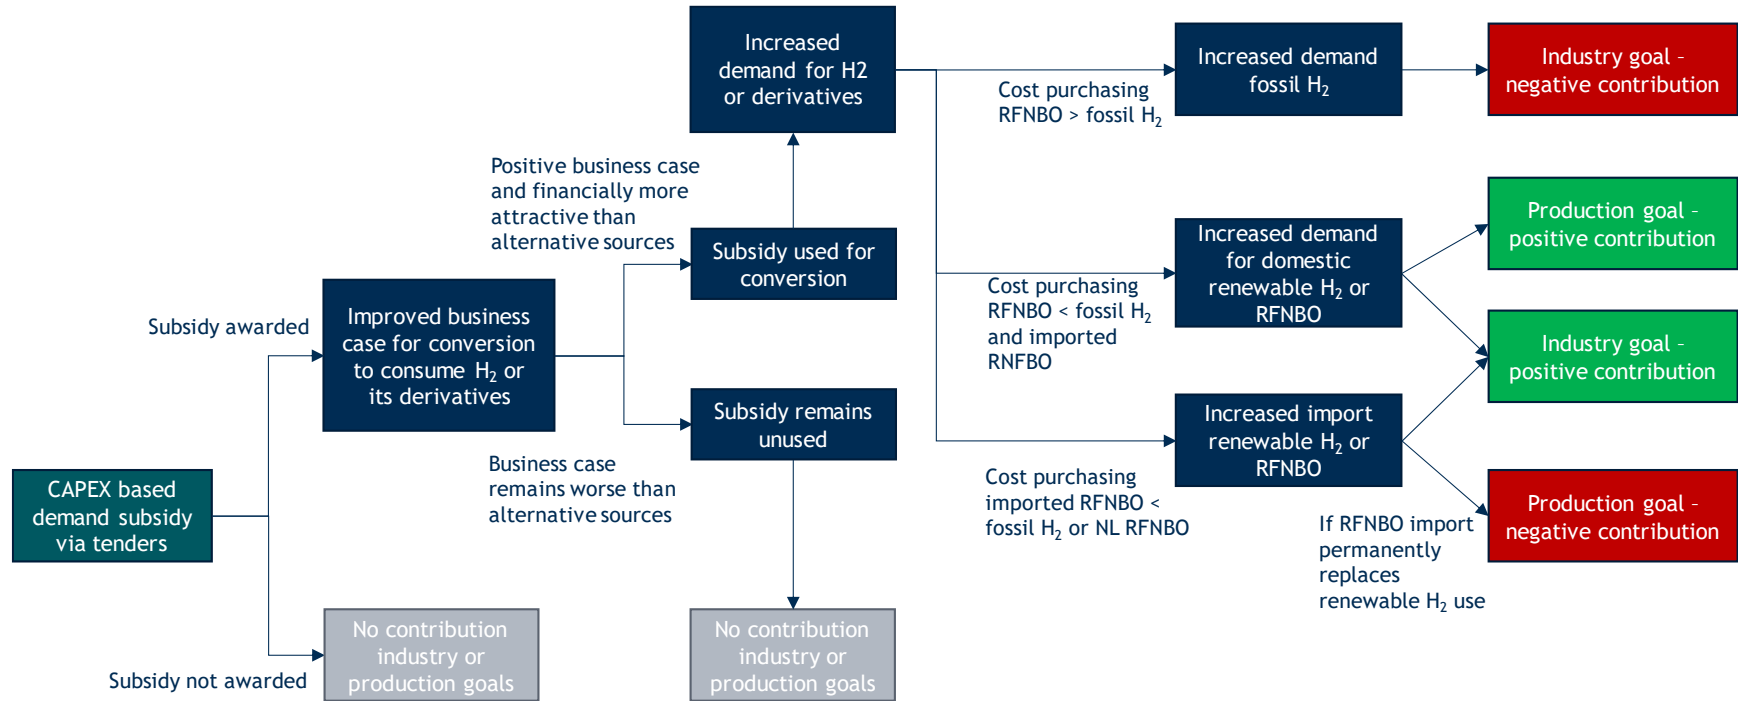 CAPEX based
demand subsidy
via tenders
Subsidy awarded
Subsidy not awarded
Improved business
case for conversion
to consume H₂ or
its derivatives
No contribution
industry or
production goals
Positive business case
and financially more
attractive than
alternative sources
Business case
remains worse than
alternative sources
Increased
demand for H2
or derivatives
Subsidy used for
conversion
Subsidy remains
unused
No contribution
industry or
production goals
Cost purchasing
RFNBO > fossil H₂
Cost purchasing
RFNBO < fossil H₂
and imported
RNFBO
Cost purchasing
imported RFNBO <
fossil H₂ or NL RFNBO
Increased demand
fossil H₂
Increased demand
for domestic
renewable H₂ or
RFNBO
Increased import
renewable H₂ or
RFNBO
If RFNBO import
permanently
replaces
renewable H₂ use
Industry goal –
negative contribution
Production goal –
positive contribution
Industry goal –
positive contribution
Production goal –
negative contribution